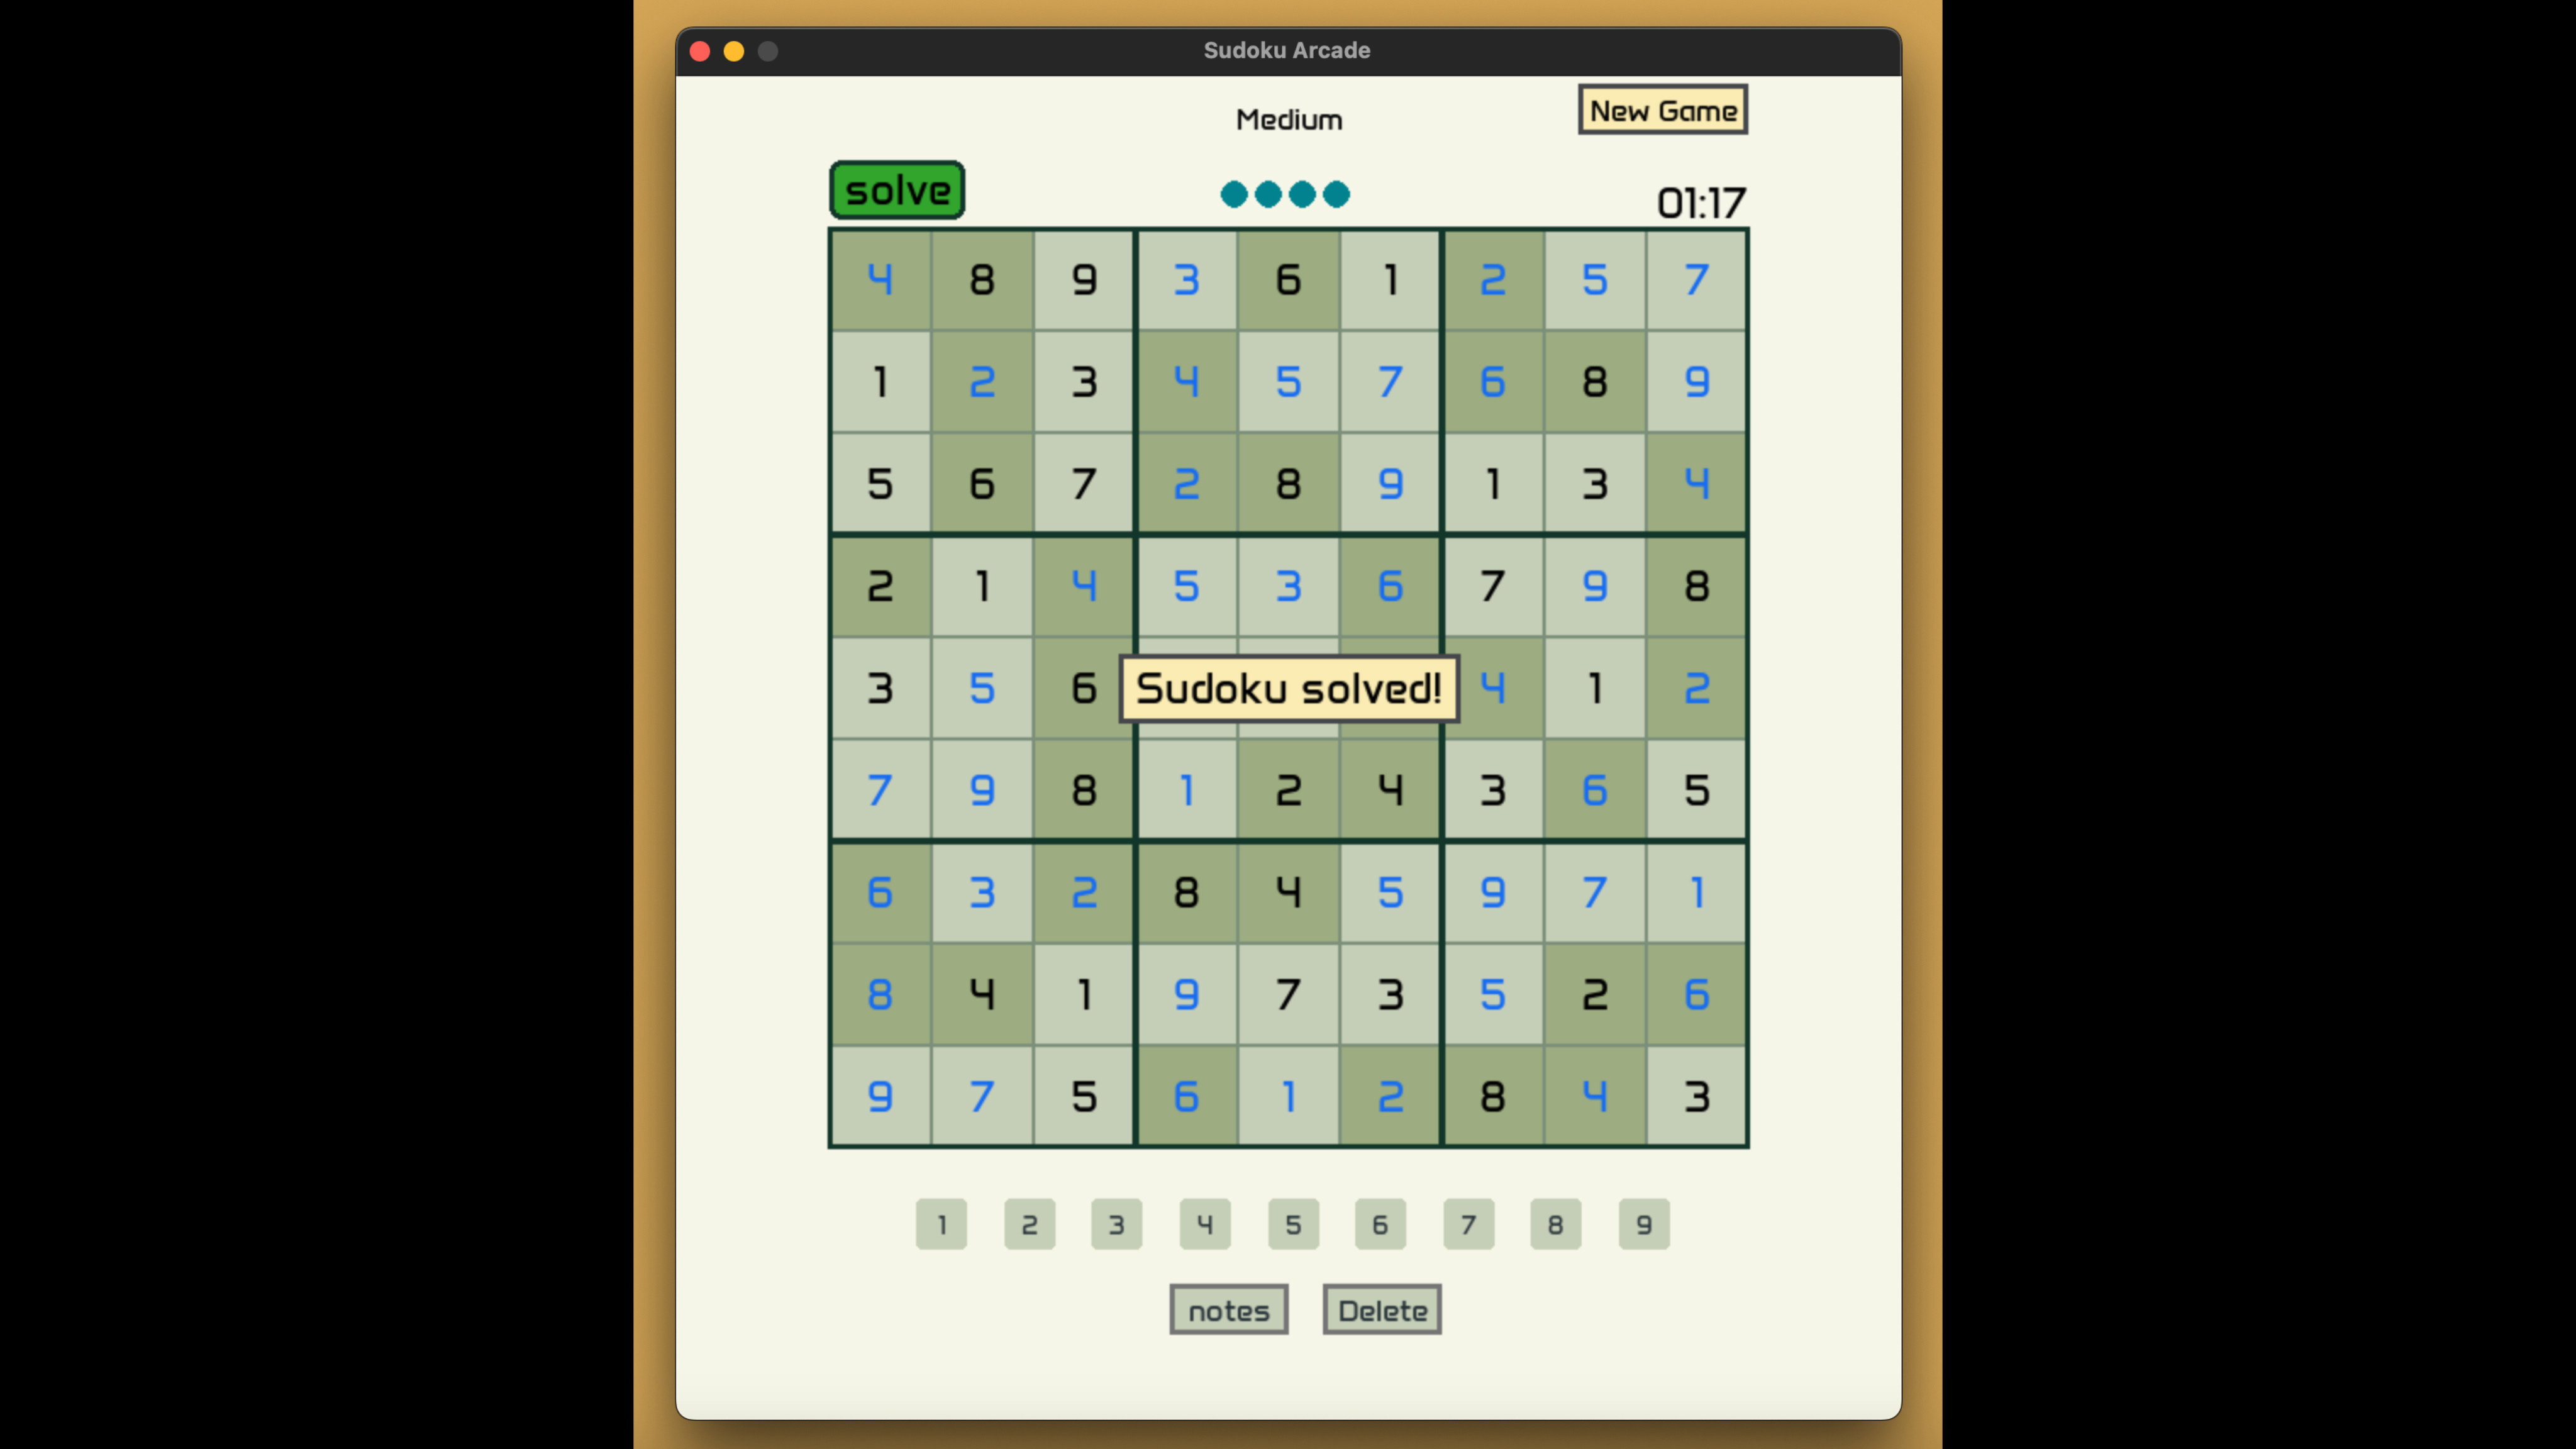 Sudoku Arcade
Medium
New Game
solve
01:17
4 8 9 3 6 1 2 5 7
1 2 3 4 5 7 6 8 9
5 6 7 2 8 9 1 3 4
2 1 4 5 3 6 7 9 8
3 5 6 Sudoku solved! 4 1 2
7 9 8 1 2 4 3 6 5
6 3 2 8 4 5 9 7 1
8 4 1 9 7 3 5 2 6
9 7 5 6 1 2 8 4 3
1 2 3 4 5 6 7 8 9
notes Delete